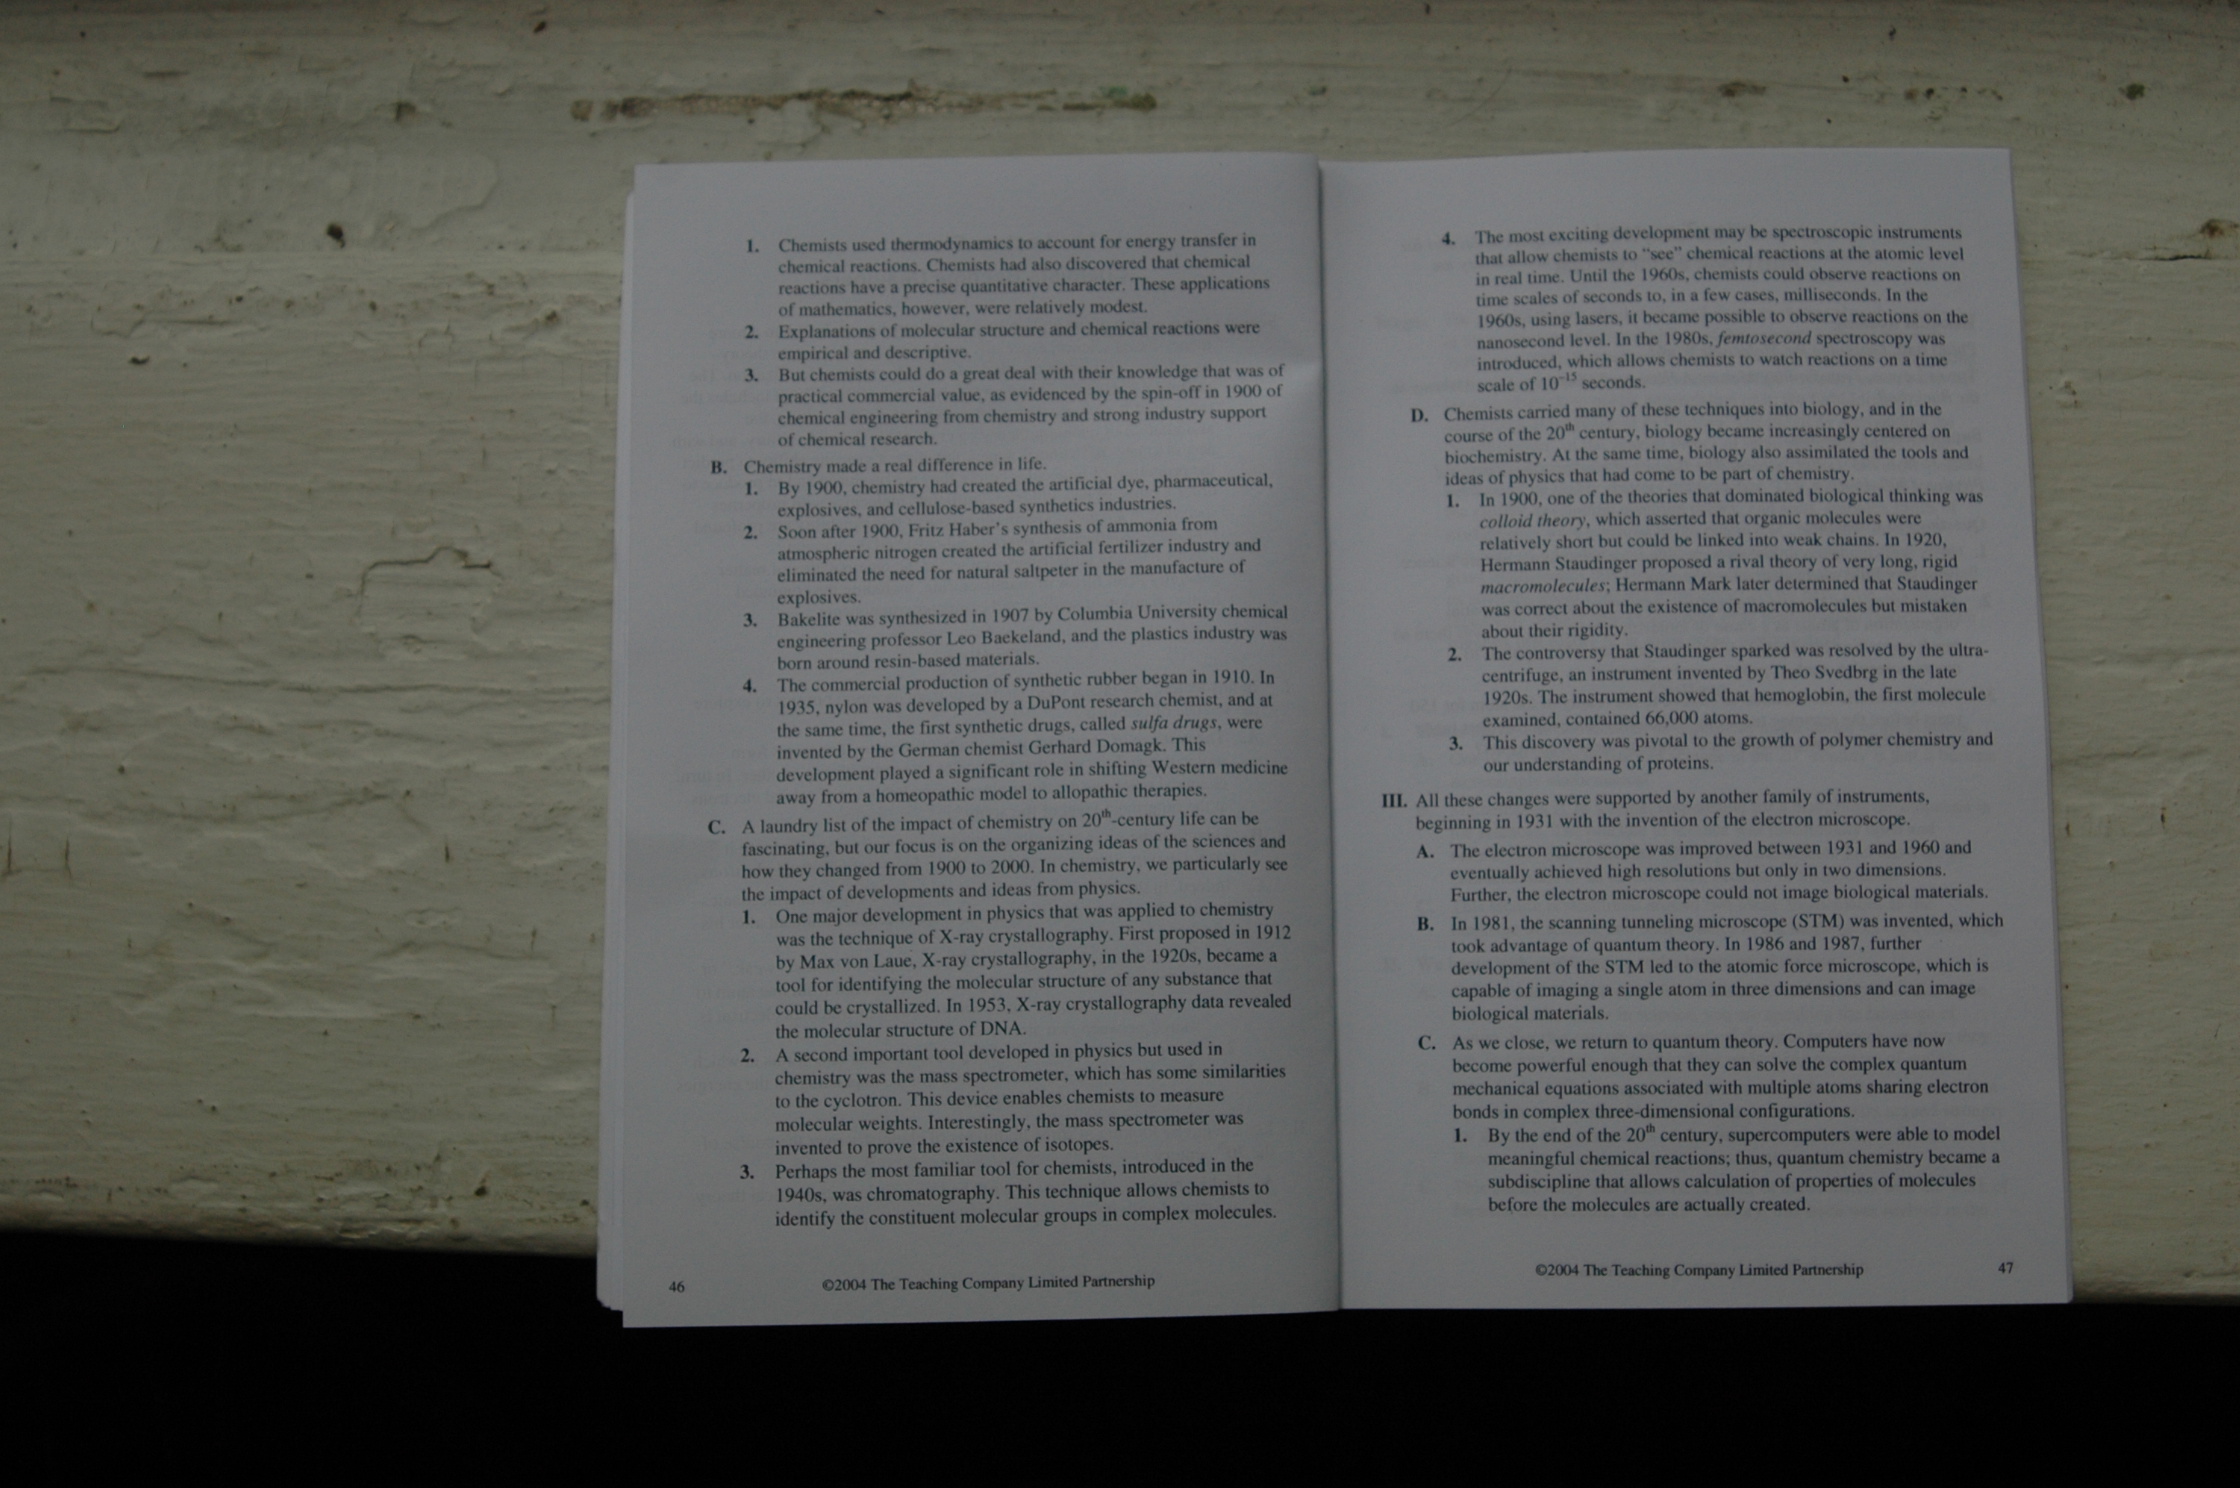 1. Chemists used thermodynamics to account for energy transfer in
chemical reactions. Chemists had also discovered that chemical
reactions have a precise quantitative character. These applications
of mathematics, however, were relatively modest.
2. Explanations of molecular structure and chemical reactions were
empirical and descriptive.
3. But chemists could do a great deal with their knowledge that was of
practical commercial value, as evidenced by the spin-off in 1900 of
chemical engineering from chemistry and strong industry support
of chemical research.
B. Chemistry made a real difference in life.
1. By 1900, chemistry had created the artificial dye, pharmaceutical,
explosives, and cellulose-based synthetics industries.
2. Soon after 1900, Fritz Haber's synthesis of ammonia from
atmospheric nitrogen created the artificial fertilizer industry and
eliminated the need for natural saltpeter in the manufacture of
explosives.
3. Bakelite was synthesized in 1907 by Columbia University chemical
engineering professor Leo Baekeland, and the plastics industry was
born around resin-based materials.
4. The commercial production of synthetic rubber began in 1910. In
1935, nylon was developed by a DuPont research chemist, and at
the same time, the first synthetic drugs, called sulfa drugs, were
invented by the German chemist Gerhard Domagk. This
development played a significant role in shifting Western medicine
away from a homeopathic model to allopathic therapies.
C. A laundry list of the impact of chemistry on 20th-century life can be
fascinating, but our focus is on the organizing ideas of the sciences and
how they changed from 1900 to 2000. In chemistry, we particularly see
the impact of developments and ideas from physics.
1. One major development in physics that was applied to chemistry
was the technique of X-ray crystallography. First proposed in 1912
by Max von Laue, X-ray crystallography, in the 1920s, became a
tool for identifying the molecular structure of any substance that
could be crystallized. In 1953, X-ray crystallography data revealed
the molecular structure of DNA.
2. A second important tool developed in physics but used in
chemistry was the mass spectrometer, which has some similarities
to the cyclotron. This device enables chemists to measure
molecular weights. Interestingly, the mass spectrometer was
invented to prove the existence of isotopes.
3. Perhaps the most familiar tool for chemists, introduced in the
1940s, was chromatography. This technique allows chemists to
identify the constituent molecular groups in complex molecules.
46 ©2004 The Teaching Company Limited Partnership
4. The most exciting development may be spectroscopic instruments
that allow chemists to "see" chemical reactions at the atomic level
in real time. Until the 1960s, chemists could observe reactions on
time scales of seconds to, in a few cases, milliseconds. In the
1960s, using lasers, it became possible to observe reactions on the
nanosecond level. In the 1980s, femtosecond spectroscopy was
introduced, which allows chemists to watch reactions on a time
scale of 10⁻¹⁵ seconds.
D. Chemists carried many of these techniques into biology, and in the
course of the 20th century, biology became increasingly centered on
biochemistry. At the same time, biology also assimilated the tools and
ideas of physics that had come to be part of chemistry.
1. In 1900, one of the theories that dominated biological thinking was
colloid theory, which asserted that organic molecules were
relatively short but could be linked into weak chains. In 1920,
Hermann Staudinger proposed a rival theory of very long, rigid
macromolecules; Hermann Mark later determined that Staudinger
was correct about the existence of macromolecules but mistaken
about their rigidity.
2. The controversy that Staudinger sparked was resolved by the ultra-
centrifuge, an instrument invented by Theo Svedbrg in the late
1920s. The instrument showed that hemoglobin, the first molecule
examined, contained 66,000 atoms.
3. This discovery was pivotal to the growth of polymer chemistry and
our understanding of proteins.
III. All these changes were supported by another family of instruments,
beginning in 1931 with the invention of the electron microscope.
A. The electron microscope was improved between 1931 and 1960 and
eventually achieved high resolutions but only in two dimensions.
Further, the electron microscope could not image biological materials.
B. In 1981, the scanning tunneling microscope (STM) was invented, which
took advantage of quantum theory. In 1986 and 1987, further
development of the STM led to the atomic force microscope, which is
capable of imaging a single atom in three dimensions and can image
biological materials.
C. As we close, we return to quantum theory. Computers have now
become powerful enough that they can solve the complex quantum
mechanical equations associated with multiple atoms sharing electron
bonds in complex three-dimensional configurations.
1. By the end of the 20th century, supercomputers were able to model
meaningful chemical reactions; thus, quantum chemistry became a
subdiscipline that allows calculation of properties of molecules
before the molecules are actually created.
©2004 The Teaching Company Limited Partnership 47